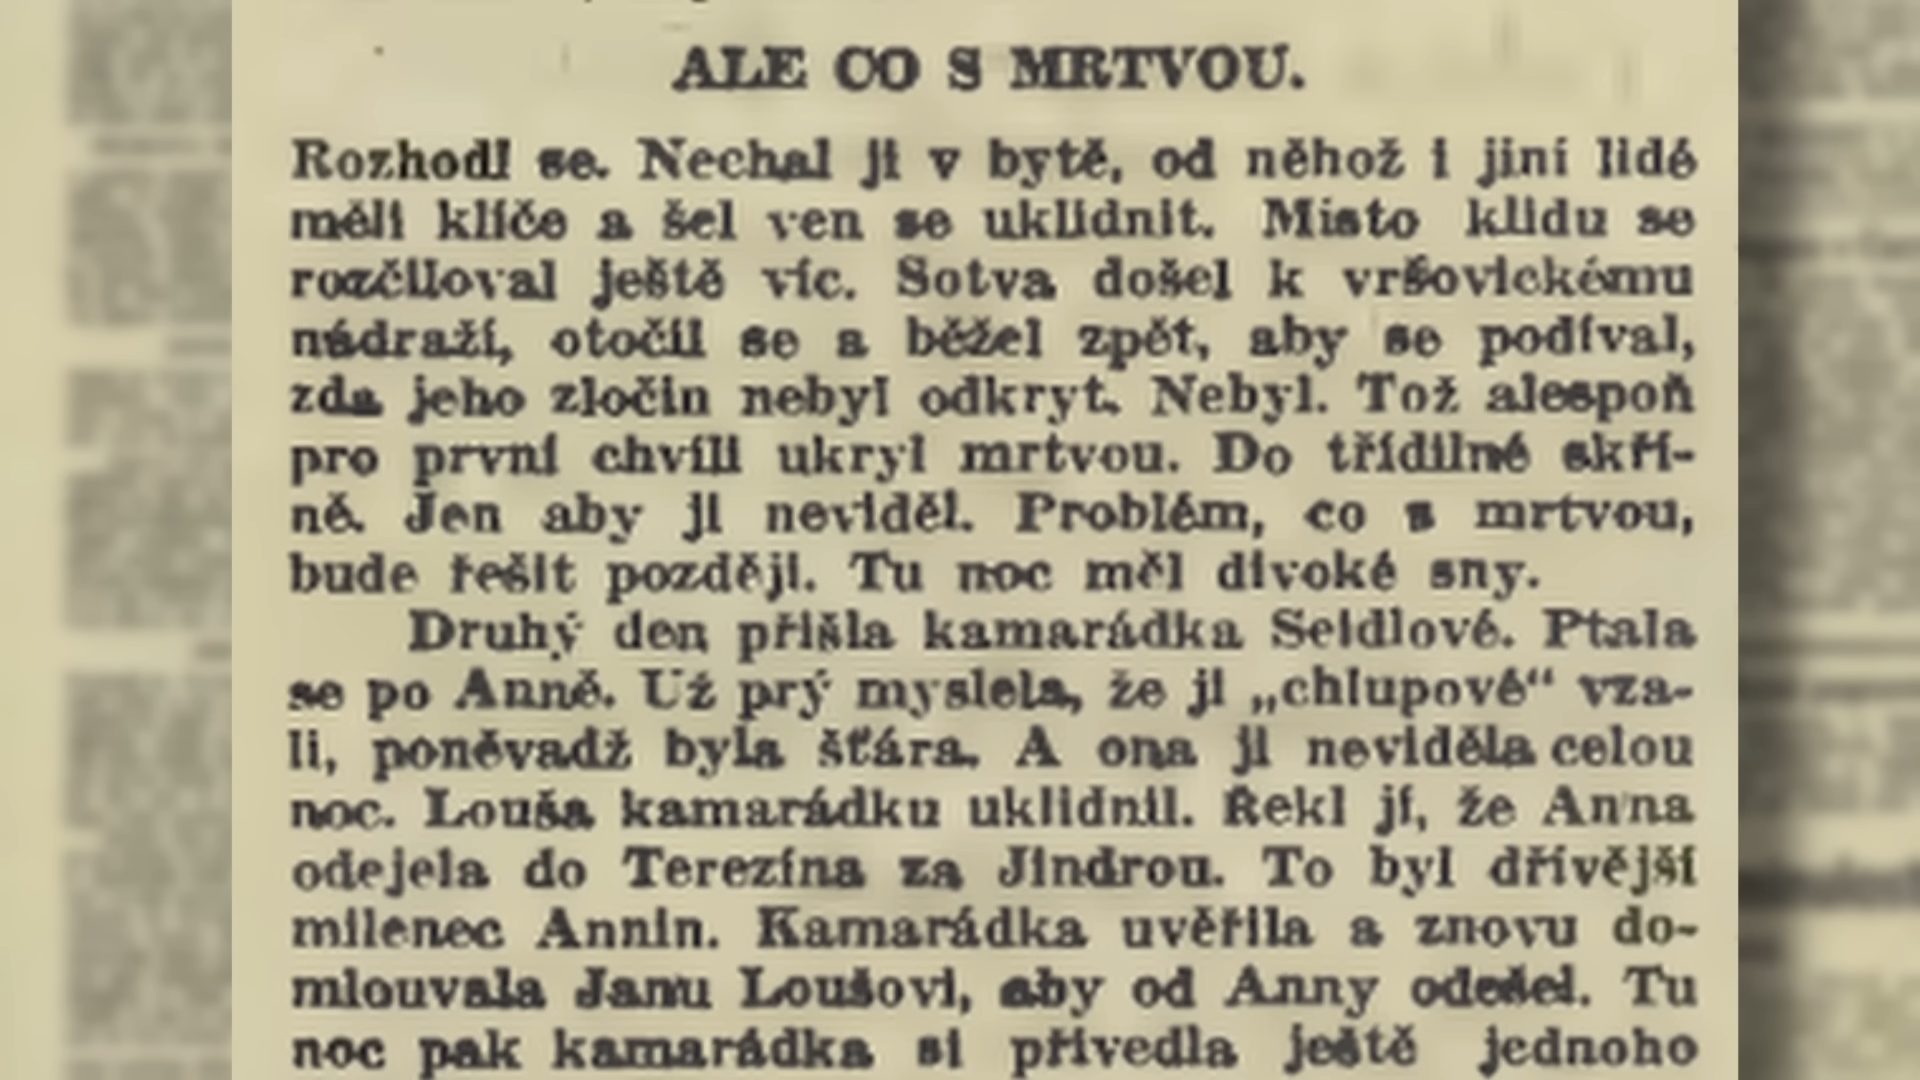 ALE CO S MRTVOU.
Rozhodl se. Nechal ji v bytě, od něhož i jiní lidé
měli klíče a šel ven se uklidnit. Místo klidu se
rozčiloval ještě víc. Sotva došel k vršovickému
nádraží, otočil se a běžel zpět, aby se podíval,
zda jeho zločin nebyl odkryt. Nebyl. Tož alespoň
pro první chvíli ukryl mrtvou. Do třídilné skří-
ně. Jen aby ji neviděl. Problém, co s mrtvou,
bude řešit později. Tu noc měl divoké sny.
Druhý den přišla kamarádka Seidlové. Ptala
se po Anně. Už prý myslela, že ji „chlupové“ vza-
li, poněvadž byla šťára. A ona ji neviděla celou
noc. Louša kamarádku uklidnil. Řekl jí, že Anna
odejela do Terezína za Jindrou. To byl dřívější
milenec Annin. Kamarádka uvěřila a znovu do-
mlouvala Janu Loušovi, aby od Anny odešel. Tu
noc pak kamarádka si přivedla ještě jednoho